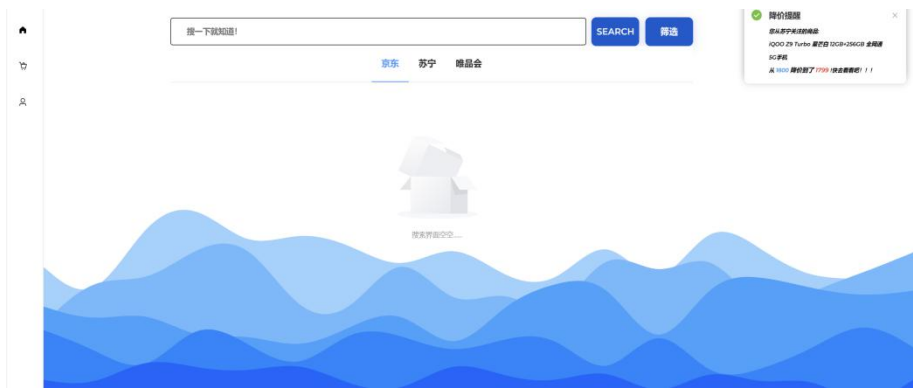 搜一下就知道！
SEARCH
筛选
京东 苏宁 唯品会
搜索界面空空....
降价提醒
您从苏宁关注的商品
iQOO Z9 Turbo 星芒白 12GB+256GB 全网通
5G手机
从 1800 降价到了 1799 !快去看看吧！！！